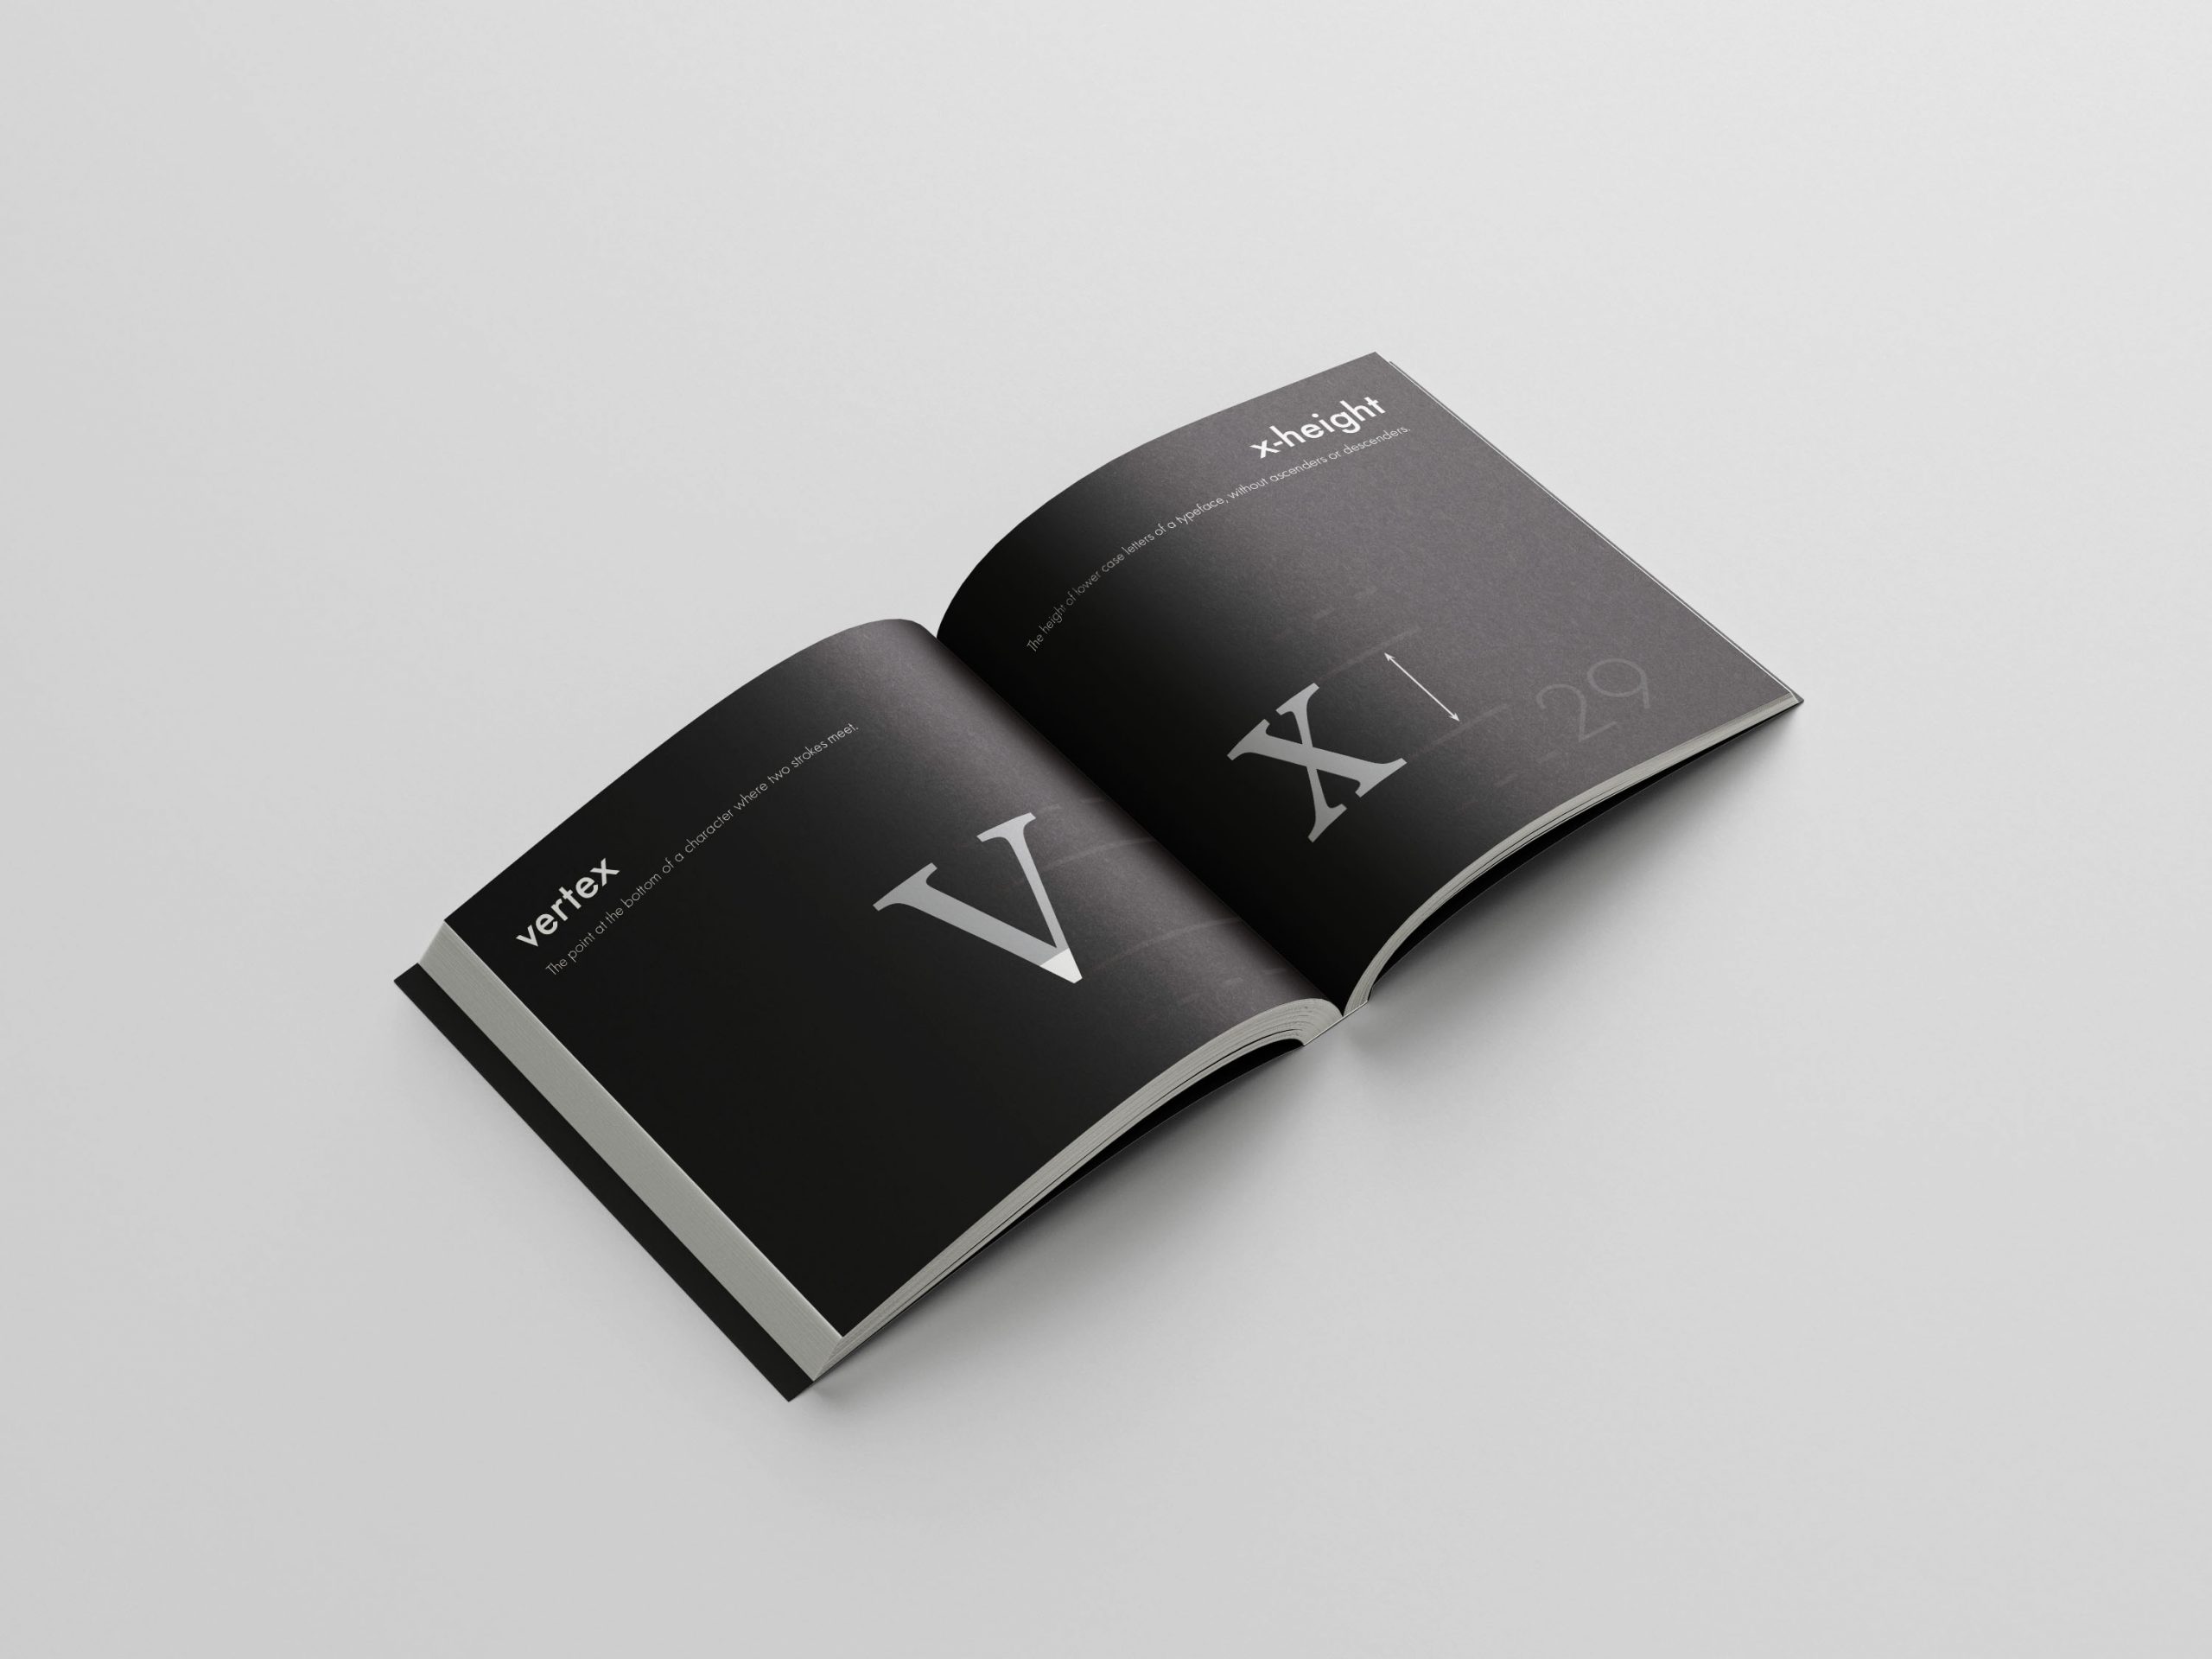 vertex
The point at the bottom of a character where two strokes meet.
V
x-height
The height of lower case letters of a typeface, without ascenders or descenders.
x
29